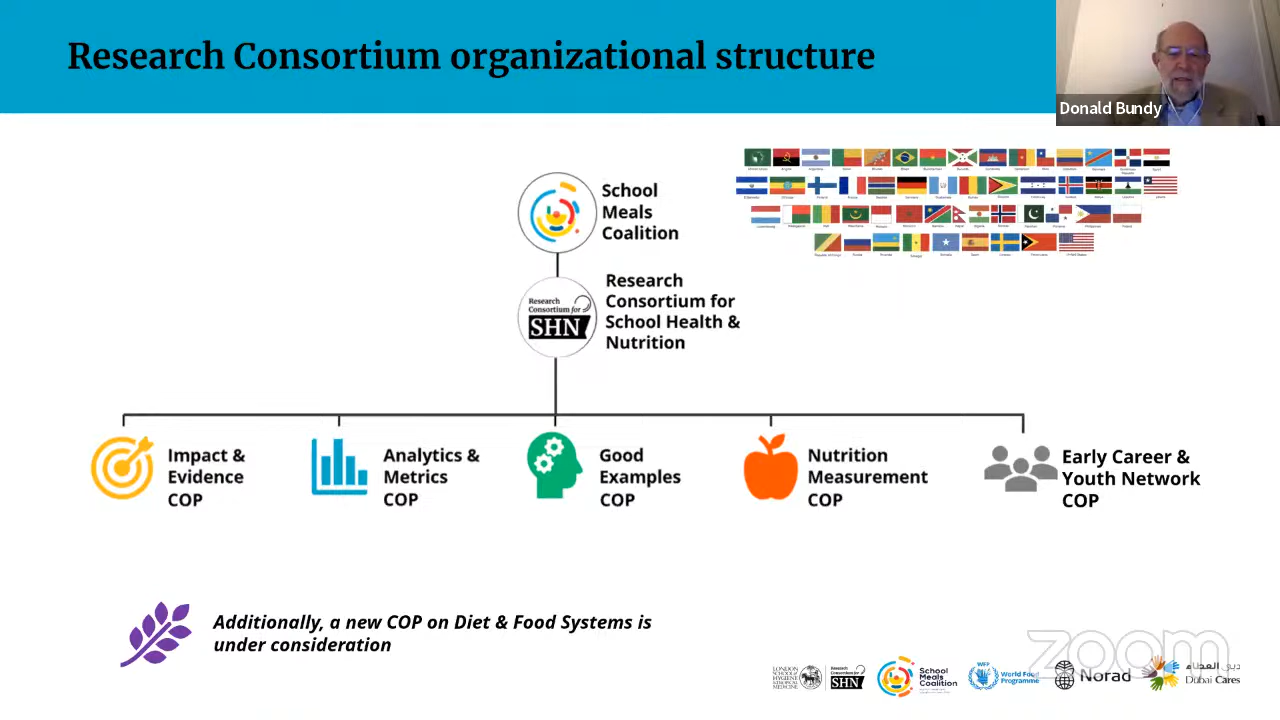 Research Consortium organizational structure
Donald Bundy
School
Meals
Coalition
Research
Consortium for
SHN
Research
Consortium for
School Health &
Nutrition
Impact &
Evidence
COP
Analytics &
Metrics
COP
Good
Examples
COP
Nutrition
Measurement
COP
Early Career &
Youth Network
COP
Additionally, a new COP on Diet & Food Systems is
under consideration
zoom
LONDON
SCHOOL of
HYGIENE
&TROPICAL
MEDICINE
Research
Consortium for
SHN
School
Meals
Coalition
WFP
World Food
Programme
Norad
دبي العطاء
Dubai Cares